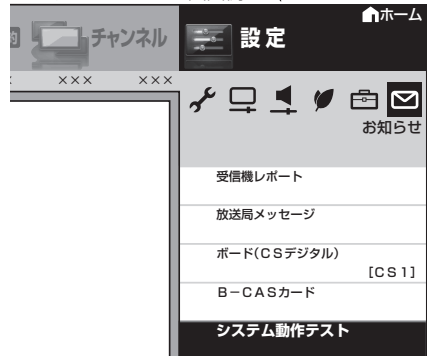 ホーム
チャンネル
設定
××× ×××
お知らせ
受信機レポート
放送局メッセージ
ボード(CSデジタル)
[CS1]
B-CASカード
システム動作テスト